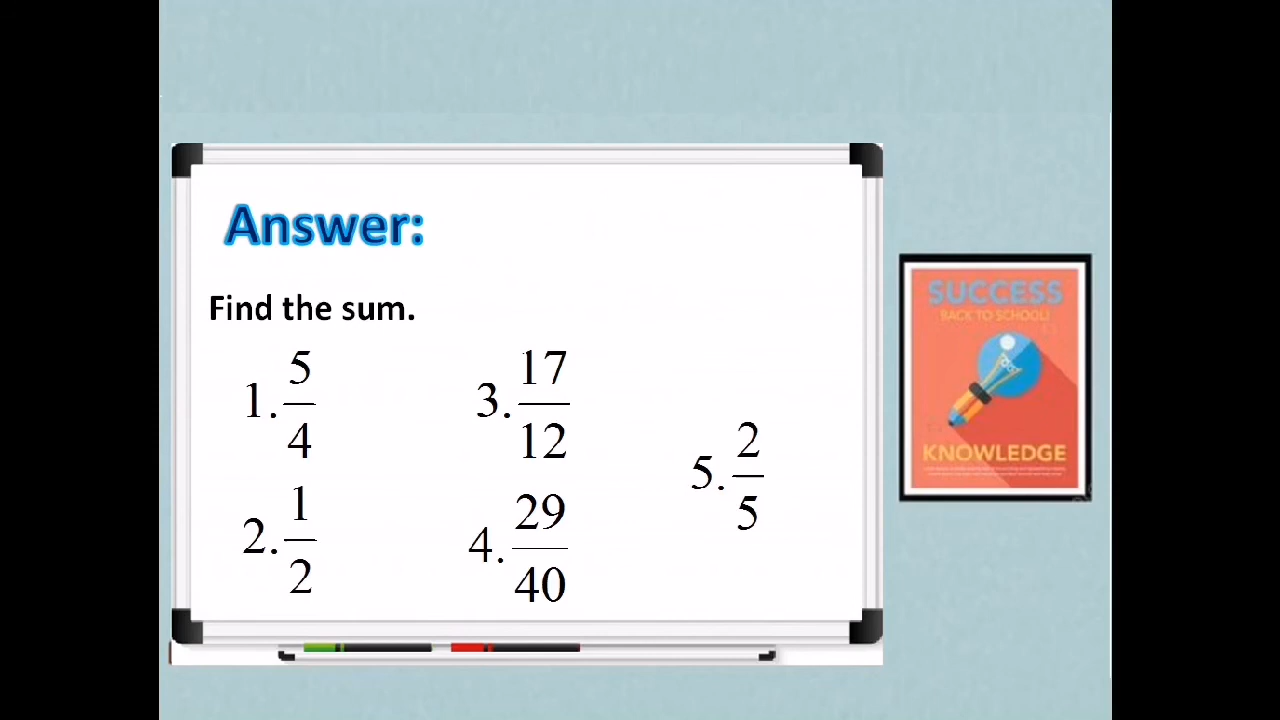 Answer:
Find the sum.
1. 5/4
2. 1/2
3. 17/12
4. 29/40
5. 2/5
SUCCESS
BACK TO SCHOOL!
KNOWLEDGE